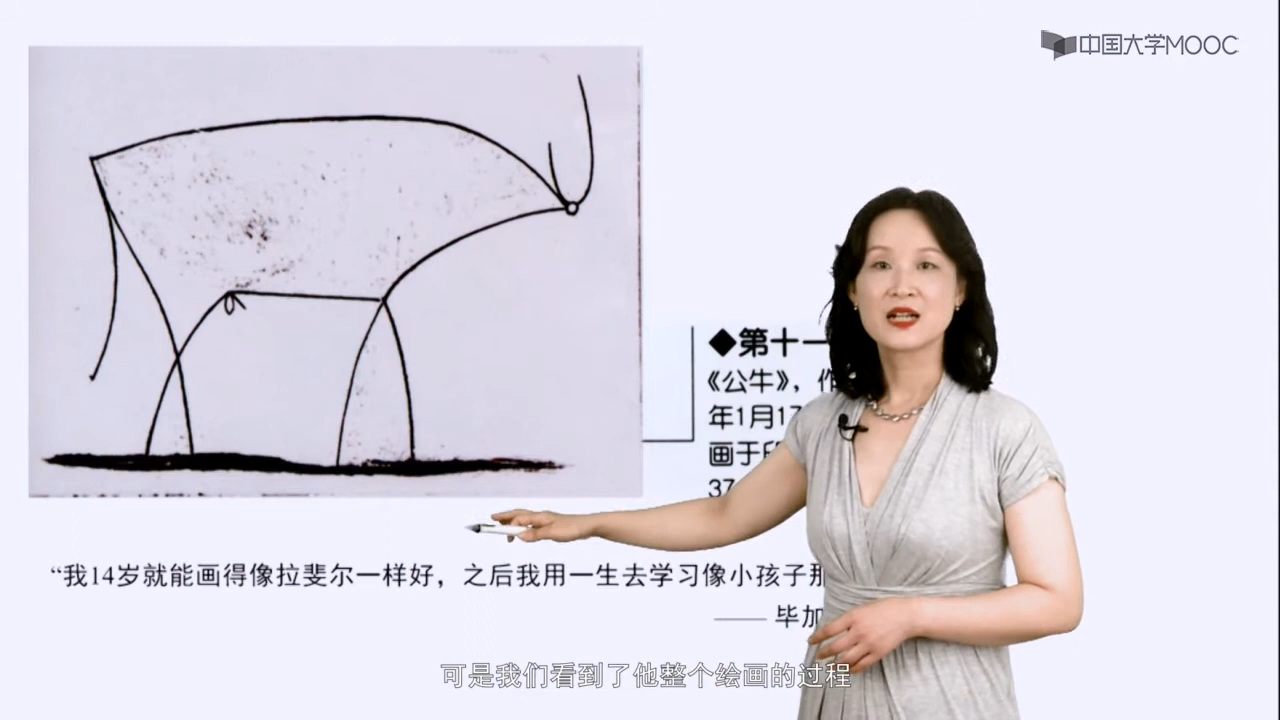 中国大学MOOC
◆第十一
《公牛》，作
年1月17
画于印
37
“我14岁就能画得像拉斐尔一样好，之后我用一生去学习像小孩子那
—— 毕加
可是我们看到了他整个绘画的过程